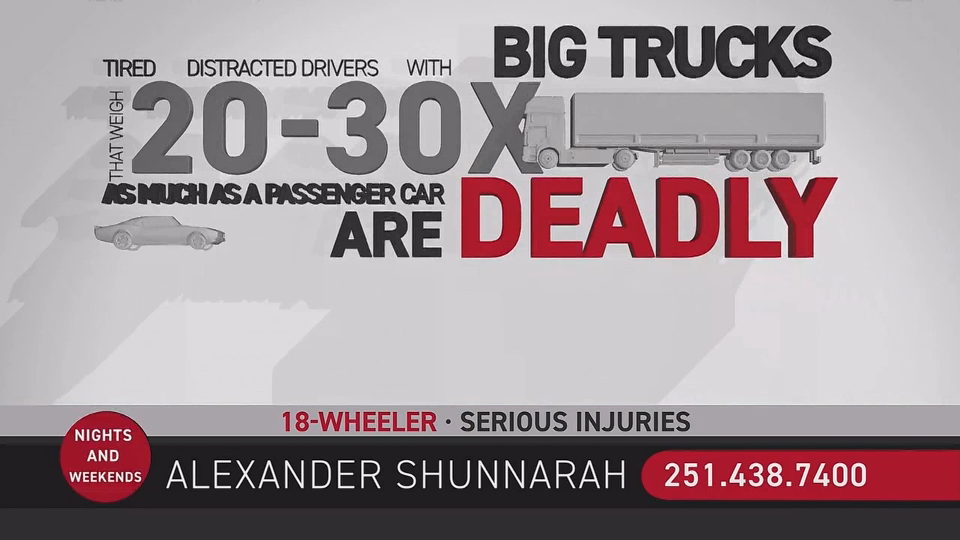 TIRED DISTRACTED DRIVERS WITH BIG TRUCKS
THAT WEIGH
20-30X
AS MUCH AS A PASSENGER CAR
ARE DEADLY
18-WHEELER · SERIOUS INJURIES
NIGHTS
AND
WEEKENDS
ALEXANDER SHUNNARAH
251.438.7400